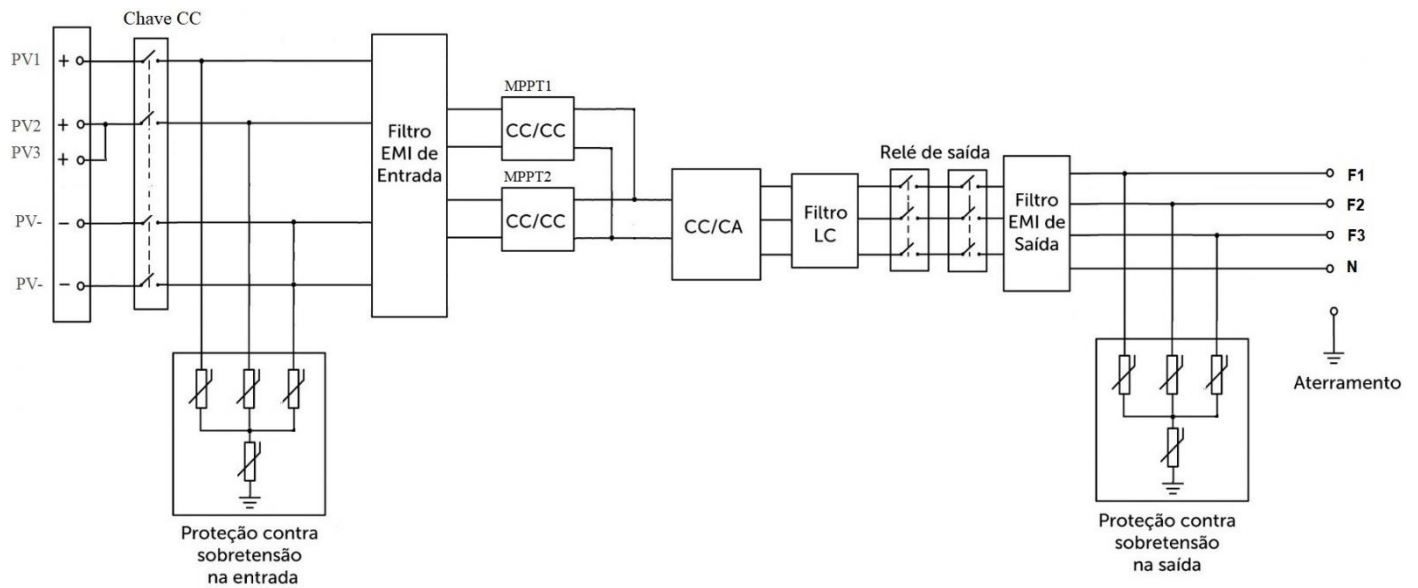 Chave CC
PV1
+
PV2
+
PV3
+
PV-
−
PV-
−
Filtro
EMI de
Entrada
MPPT1
CC/CC
MPPT2
CC/CC
CC/CA
Filtro
LC
Relé de saída
Filtro
EMI de
Saída
F1
F2
F3
N
Aterramento
Proteção contra
sobretensão
na entrada
Proteção contra
sobretensão
na saída